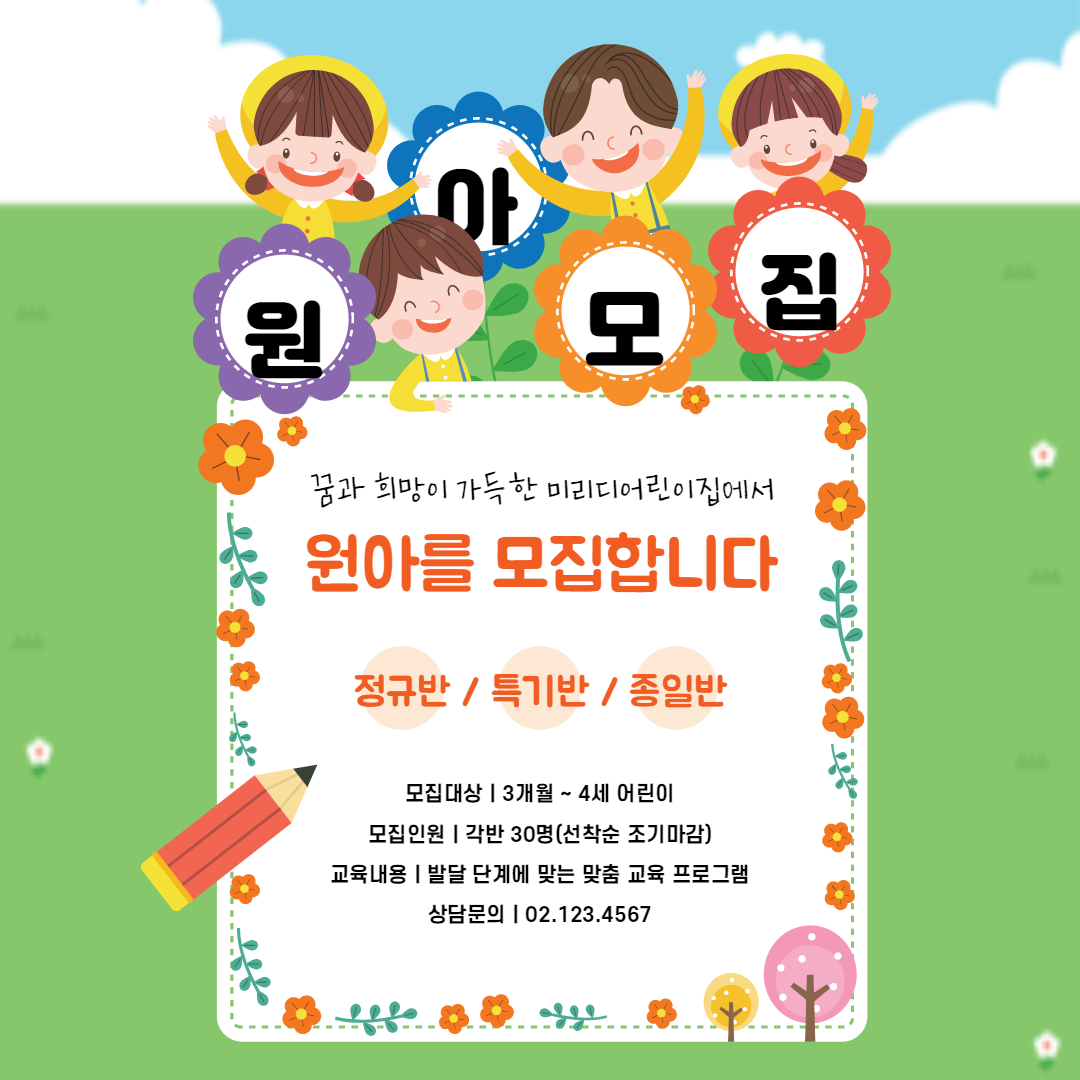 원아모집
꿈과 희망이 가득한 미리디어린이집에서
원아를 모집합니다
정규반 / 특기반 / 종일반
모집대상 | 3개월 ~ 4세 어린이
모집인원 | 각반 30명(선착순 조기마감)
교육내용 | 발달 단계에 맞는 맞춤 교육 프로그램
상담문의 | 02.123.4567